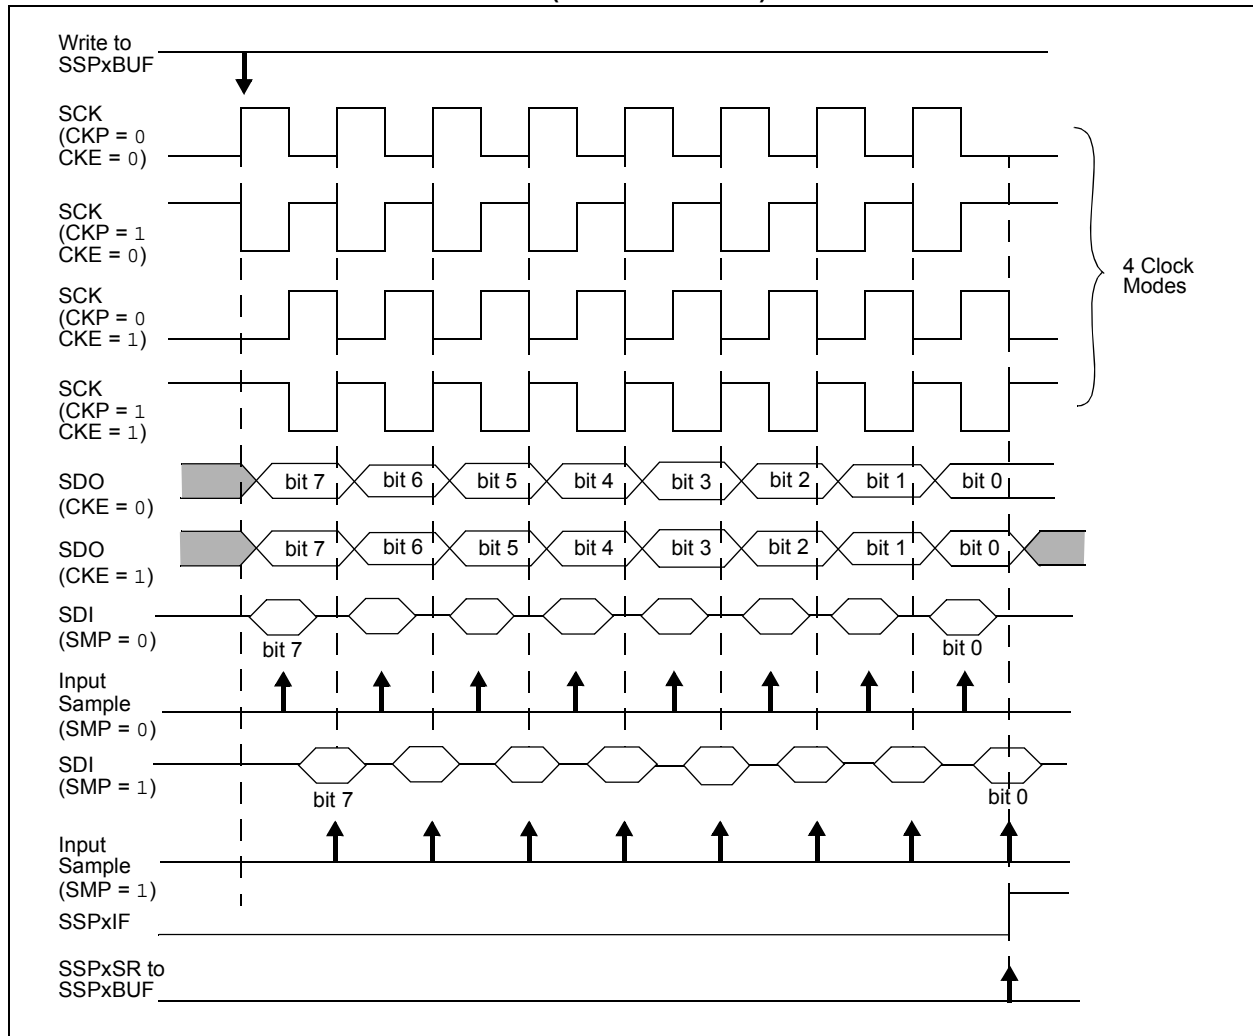 Write to
SSPxBUF
SCK
(CKP = 0
CKE = 0)
SCK
(CKP = 1
CKE = 0)
SCK
(CKP = 0
CKE = 1)
SCK
(CKP = 1
CKE = 1)
4 Clock
Modes
SDO
(CKE = 0)
bit 7 bit 6 bit 5 bit 4 bit 3 bit 2 bit 1 bit 0
SDO
(CKE = 1)
bit 7 bit 6 bit 5 bit 4 bit 3 bit 2 bit 1 bit 0
SDI
(SMP = 0)
bit 7 bit 0
Input
Sample
(SMP = 0)
SDI
(SMP = 1)
bit 7 bit 0
Input
Sample
(SMP = 1)
SSPxIF
SSPxSR to
SSPxBUF